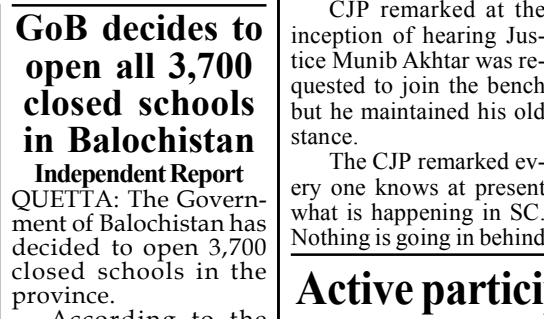 GoB decides to
open all 3,700
closed schools
in Balochistan
Independent Report
QUETTA: The Govern-
ment of Balochistan has
decided to open 3,700
closed schools in the
province.
According to the
CJP remarked at the
inception of hearing Jus-
tice Munib Akhtar was re-
quested to join the bench
but he maintained his old
stance.
The CJP remarked ev-
ery one knows at present
what is happening in SC.
Nothing is going in behind
Active partici